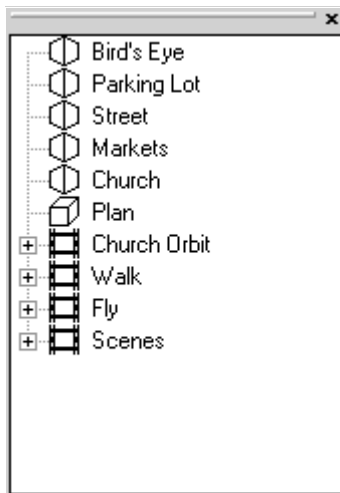 Bird's Eye
Parking Lot
Street
Markets
Church
Plan
Church Orbit
Walk
Fly
Scenes